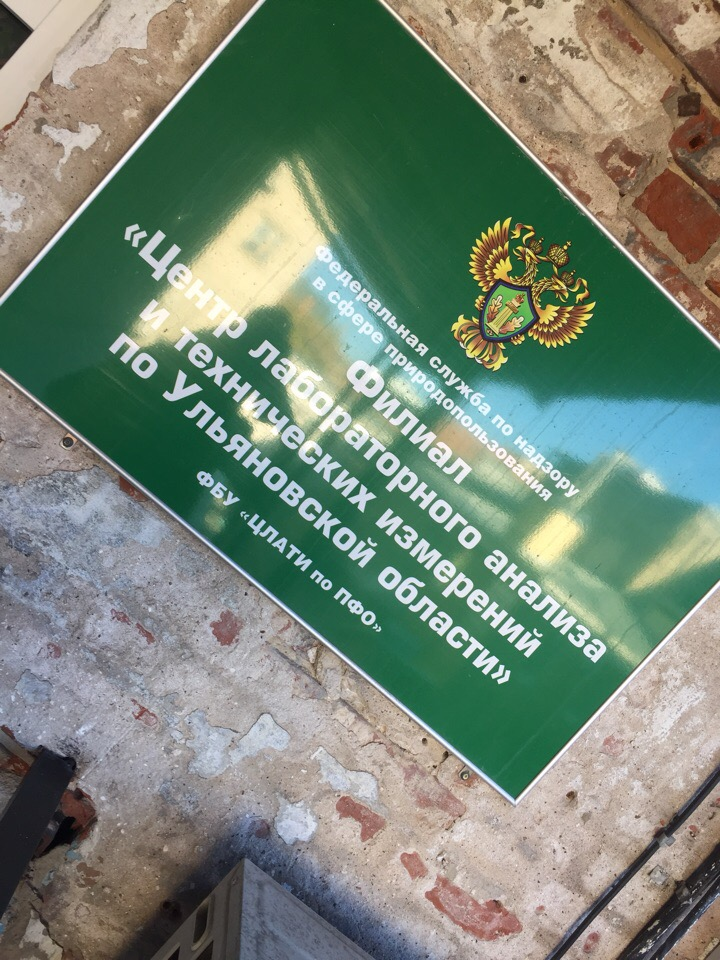 Федеральная служба по надзору
в сфере природопользования
Филиал
«Центр лабораторного анализа
и технических измерений
по Ульяновской области»
ФБУ «ЦЛАТИ по ПФО»